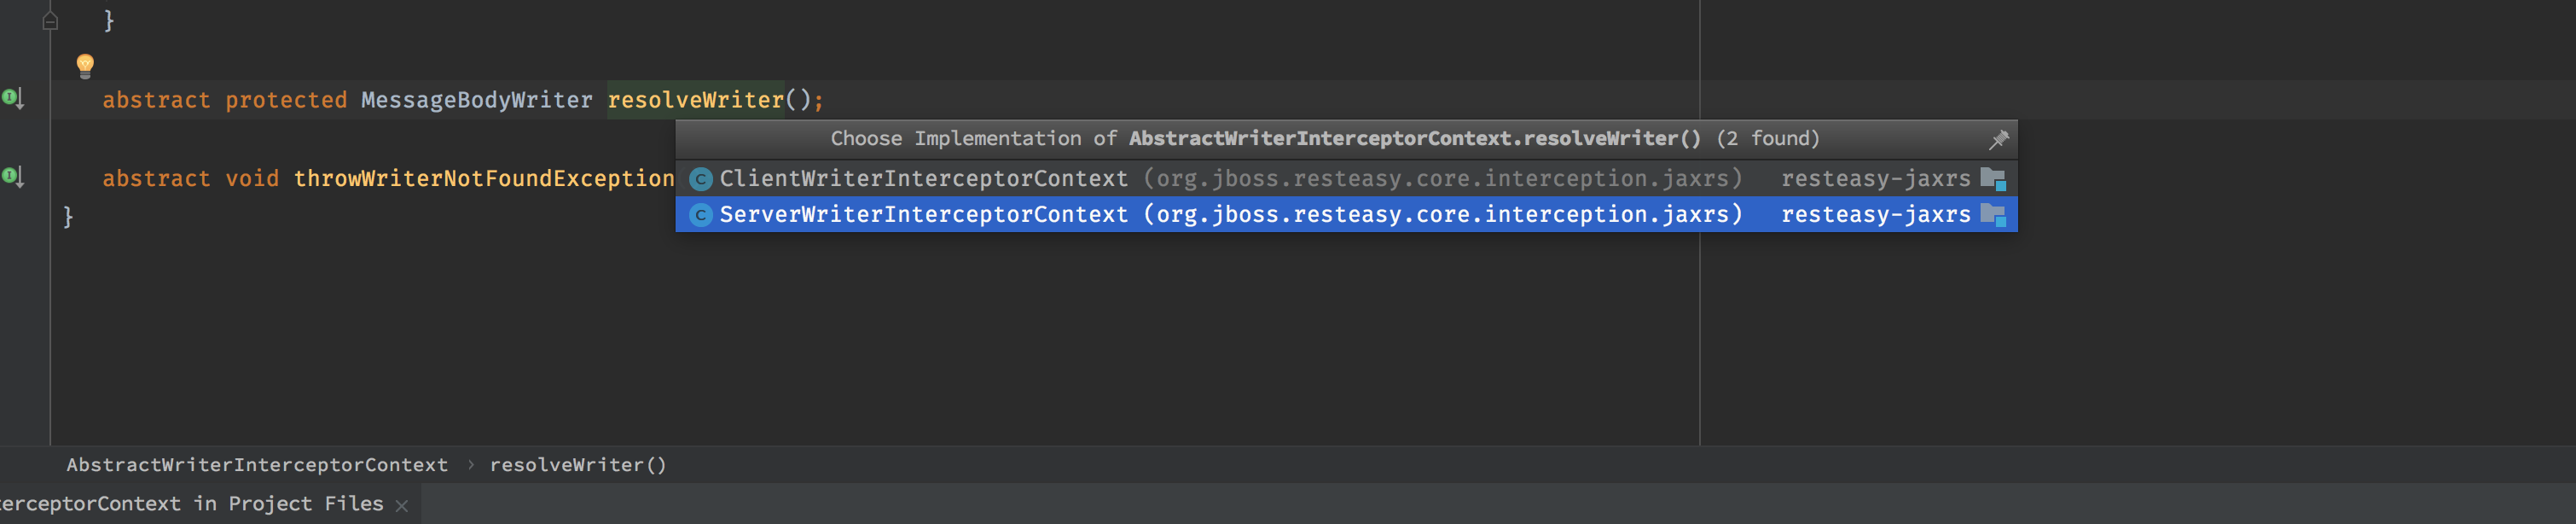 }
abstract protected MessageBodyWriter resolveWriter();
Choose Implementation of AbstractWriterInterceptorContext.resolveWriter() (2 found)
abstract void throwWriterNotFoundException
C ClientWriterInterceptorContext (org.jboss.resteasy.core.interception.jaxrs) resteasy-jaxrs
C ServerWriterInterceptorContext (org.jboss.resteasy.core.interception.jaxrs) resteasy-jaxrs
}
AbstractWriterInterceptorContext › resolveWriter()
terceptorContext in Project Files ×